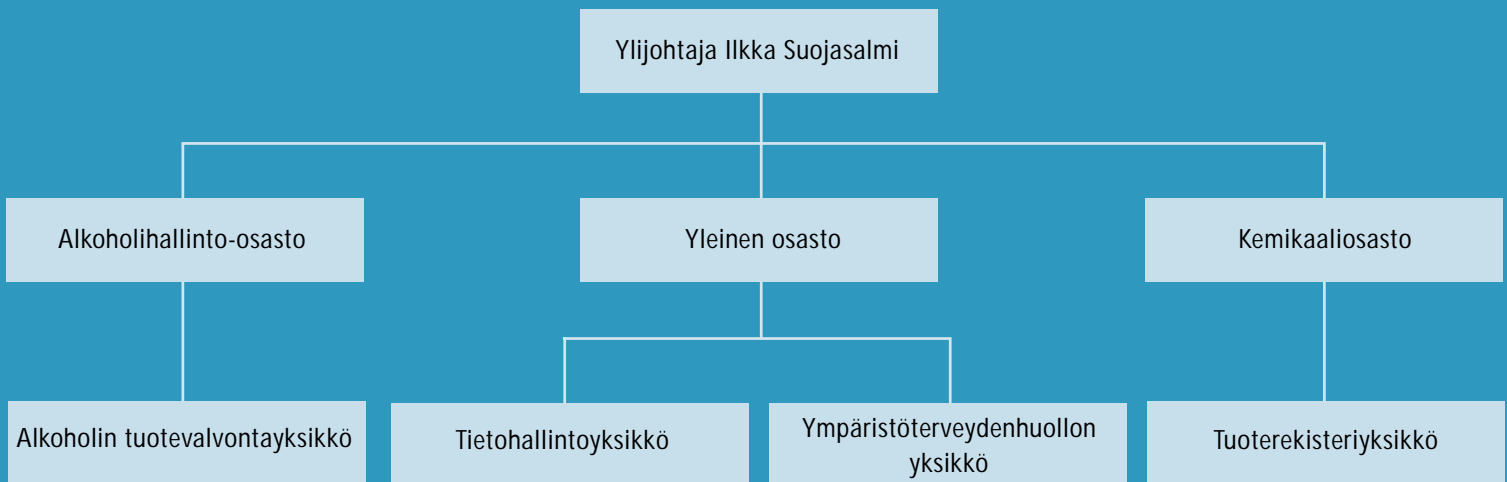 Ylijohtaja Ilkka Suojasalmi
Alkoholihallinto-osasto
Yleinen osasto
Kemikaaliosasto
Alkoholin tuotevalvontayksikkö
Tietohallintoyksikkö
Ympäristöterveydenhuollon
yksikkö
Tuoterekisteriyksikkö